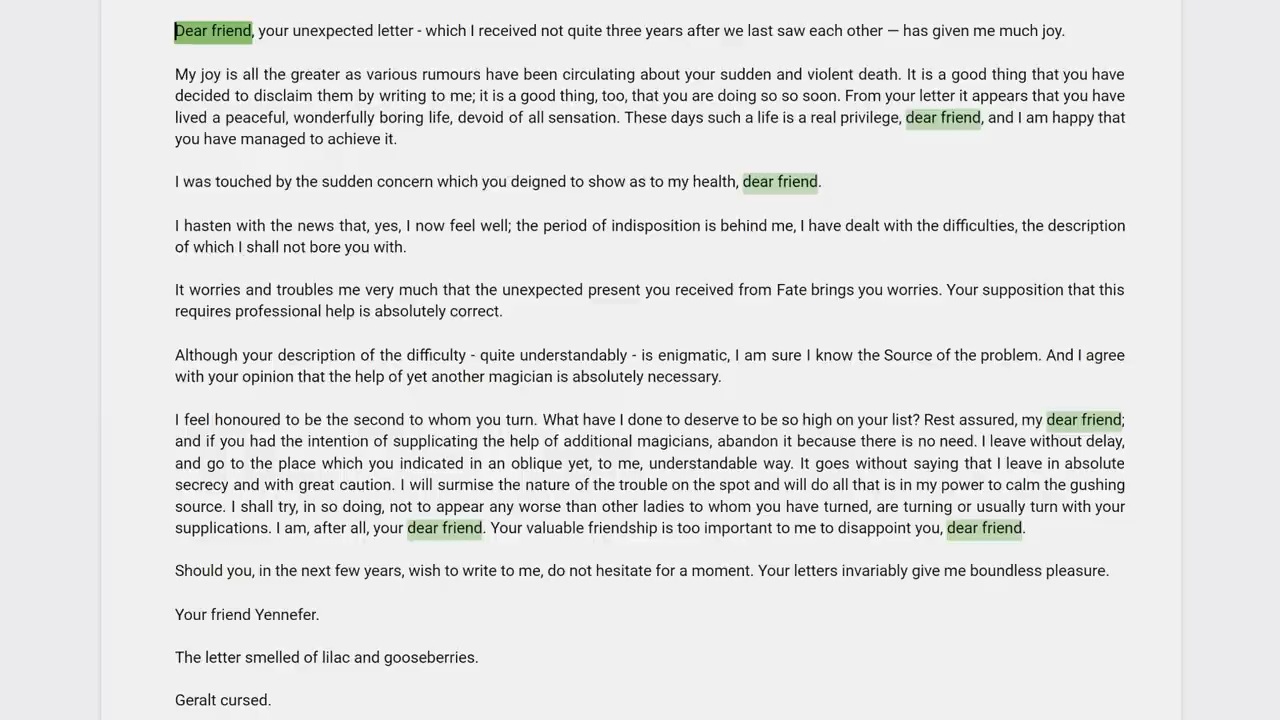 Dear friend, your unexpected letter - which I received not quite three years after we last saw each other — has given me much joy.
My joy is all the greater as various rumours have been circulating about your sudden and violent death. It is a good thing that you have
decided to disclaim them by writing to me; it is a good thing, too, that you are doing so so soon. From your letter it appears that you have
lived a peaceful, wonderfully boring life, devoid of all sensation. These days such a life is a real privilege, dear friend, and I am happy that
you have managed to achieve it.
I was touched by the sudden concern which you deigned to show as to my health, dear friend.
I hasten with the news that, yes, I now feel well; the period of indisposition is behind me, I have dealt with the difficulties, the description
of which I shall not bore you with.
It worries and troubles me very much that the unexpected present you received from Fate brings you worries. Your supposition that this
requires professional help is absolutely correct.
Although your description of the difficulty - quite understandably - is enigmatic, I am sure I know the Source of the problem. And I agree
with your opinion that the help of yet another magician is absolutely necessary.
I feel honoured to be the second to whom you turn. What have I done to deserve to be so high on your list? Rest assured, my dear friend;
and if you had the intention of supplicating the help of additional magicians, abandon it because there is no need. I leave without delay,
and go to the place which you indicated in an oblique yet, to me, understandable way. It goes without saying that I leave in absolute
secrecy and with great caution. I will surmise the nature of the trouble on the spot and will do all that is in my power to calm the gushing
source. I shall try, in so doing, not to appear any worse than other ladies to whom you have turned, are turning or usually turn with your
supplications. I am, after all, your dear friend. Your valuable friendship is too important to me to disappoint you, dear friend.
Should you, in the next few years, wish to write to me, do not hesitate for a moment. Your letters invariably give me boundless pleasure.
Your friend Yennefer.
The letter smelled of lilac and gooseberries.
Geralt cursed.